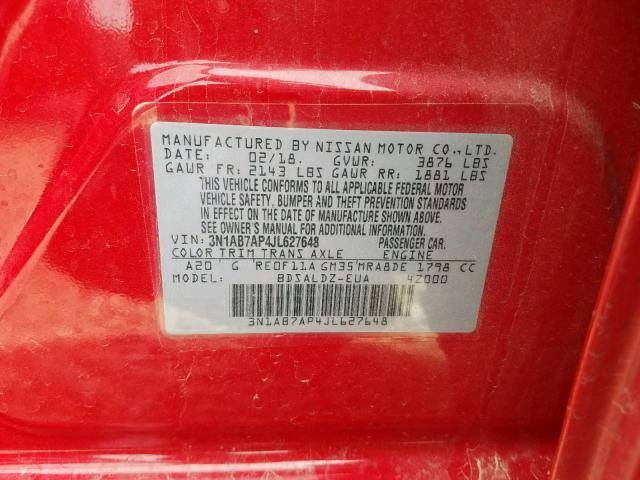 MANUFACTURED BY NISSAN MOTOR CO.,LTD.
DATE: 02/18. GVWR: 3876 LBS
GAWR FR: 2143 LBS GAWR RR: 1881 LBS
THIS VEHICLE CONFORMS TO ALL APPLICABLE FEDERAL MOTOR
VEHICLE SAFETY, BUMPER AND THEFT PREVENTION STANDARDS
IN EFFECT ON THE DATE OF MANUFACTURE SHOWN ABOVE.
SEE OWNER'S MANUAL FOR ADDITIONAL INFORMATION.
VIN: 3N1AB7AP4JL627648 PASSENGER CAR.
COLOR TRIM TRANS AXLE ENGINE
A20 G RE0F11A GM35 MRA8DE 1798 CC
MODEL: BDSALDZ-EUA 4Z000
3N1AB7AP4JL627648